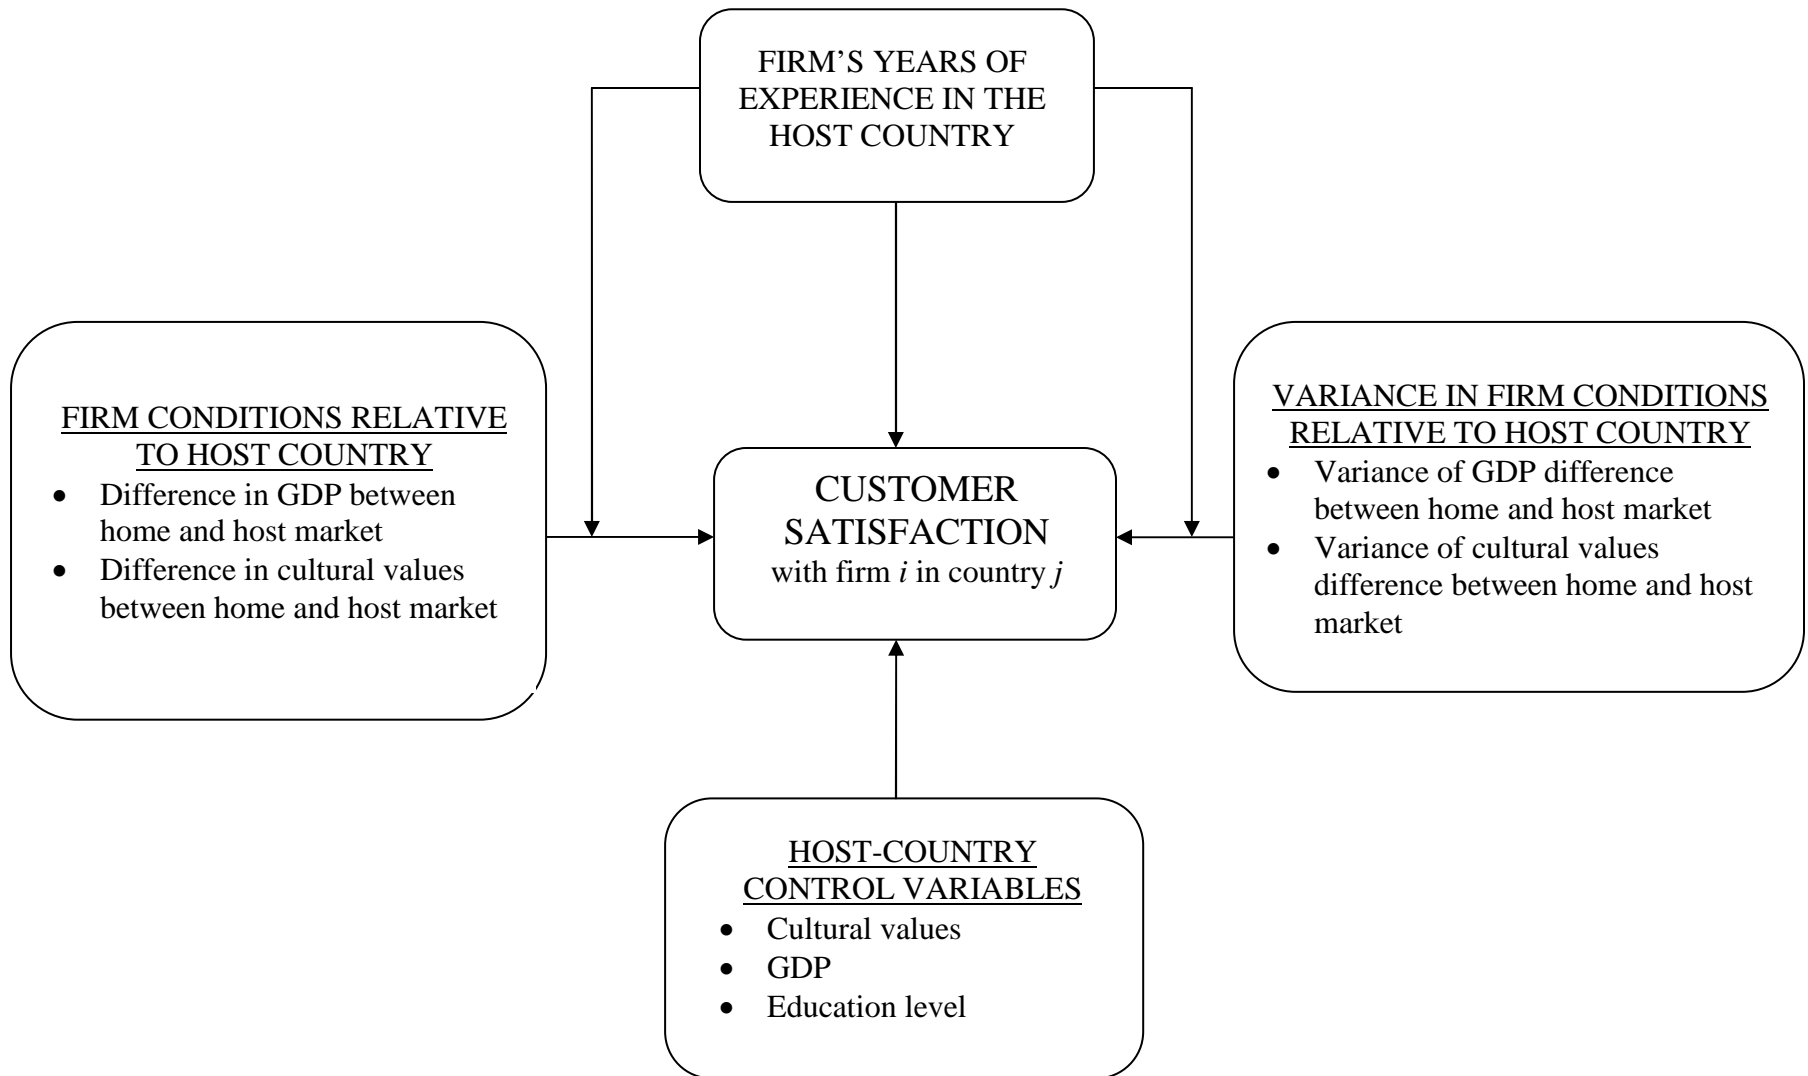 FIRM’S YEARS OF
EXPERIENCE IN THE
HOST COUNTRY
FIRM CONDITIONS RELATIVE
TO HOST COUNTRY
• Difference in GDP between
home and host market
• Difference in cultural values
between home and host market
CUSTOMER
SATISFACTION
with firm i in country j
VARIANCE IN FIRM CONDITIONS
RELATIVE TO HOST COUNTRY
• Variance of GDP difference
between home and host market
• Variance of cultural values
difference between home and host
market
HOST-COUNTRY
CONTROL VARIABLES
• Cultural values
• GDP
• Education level